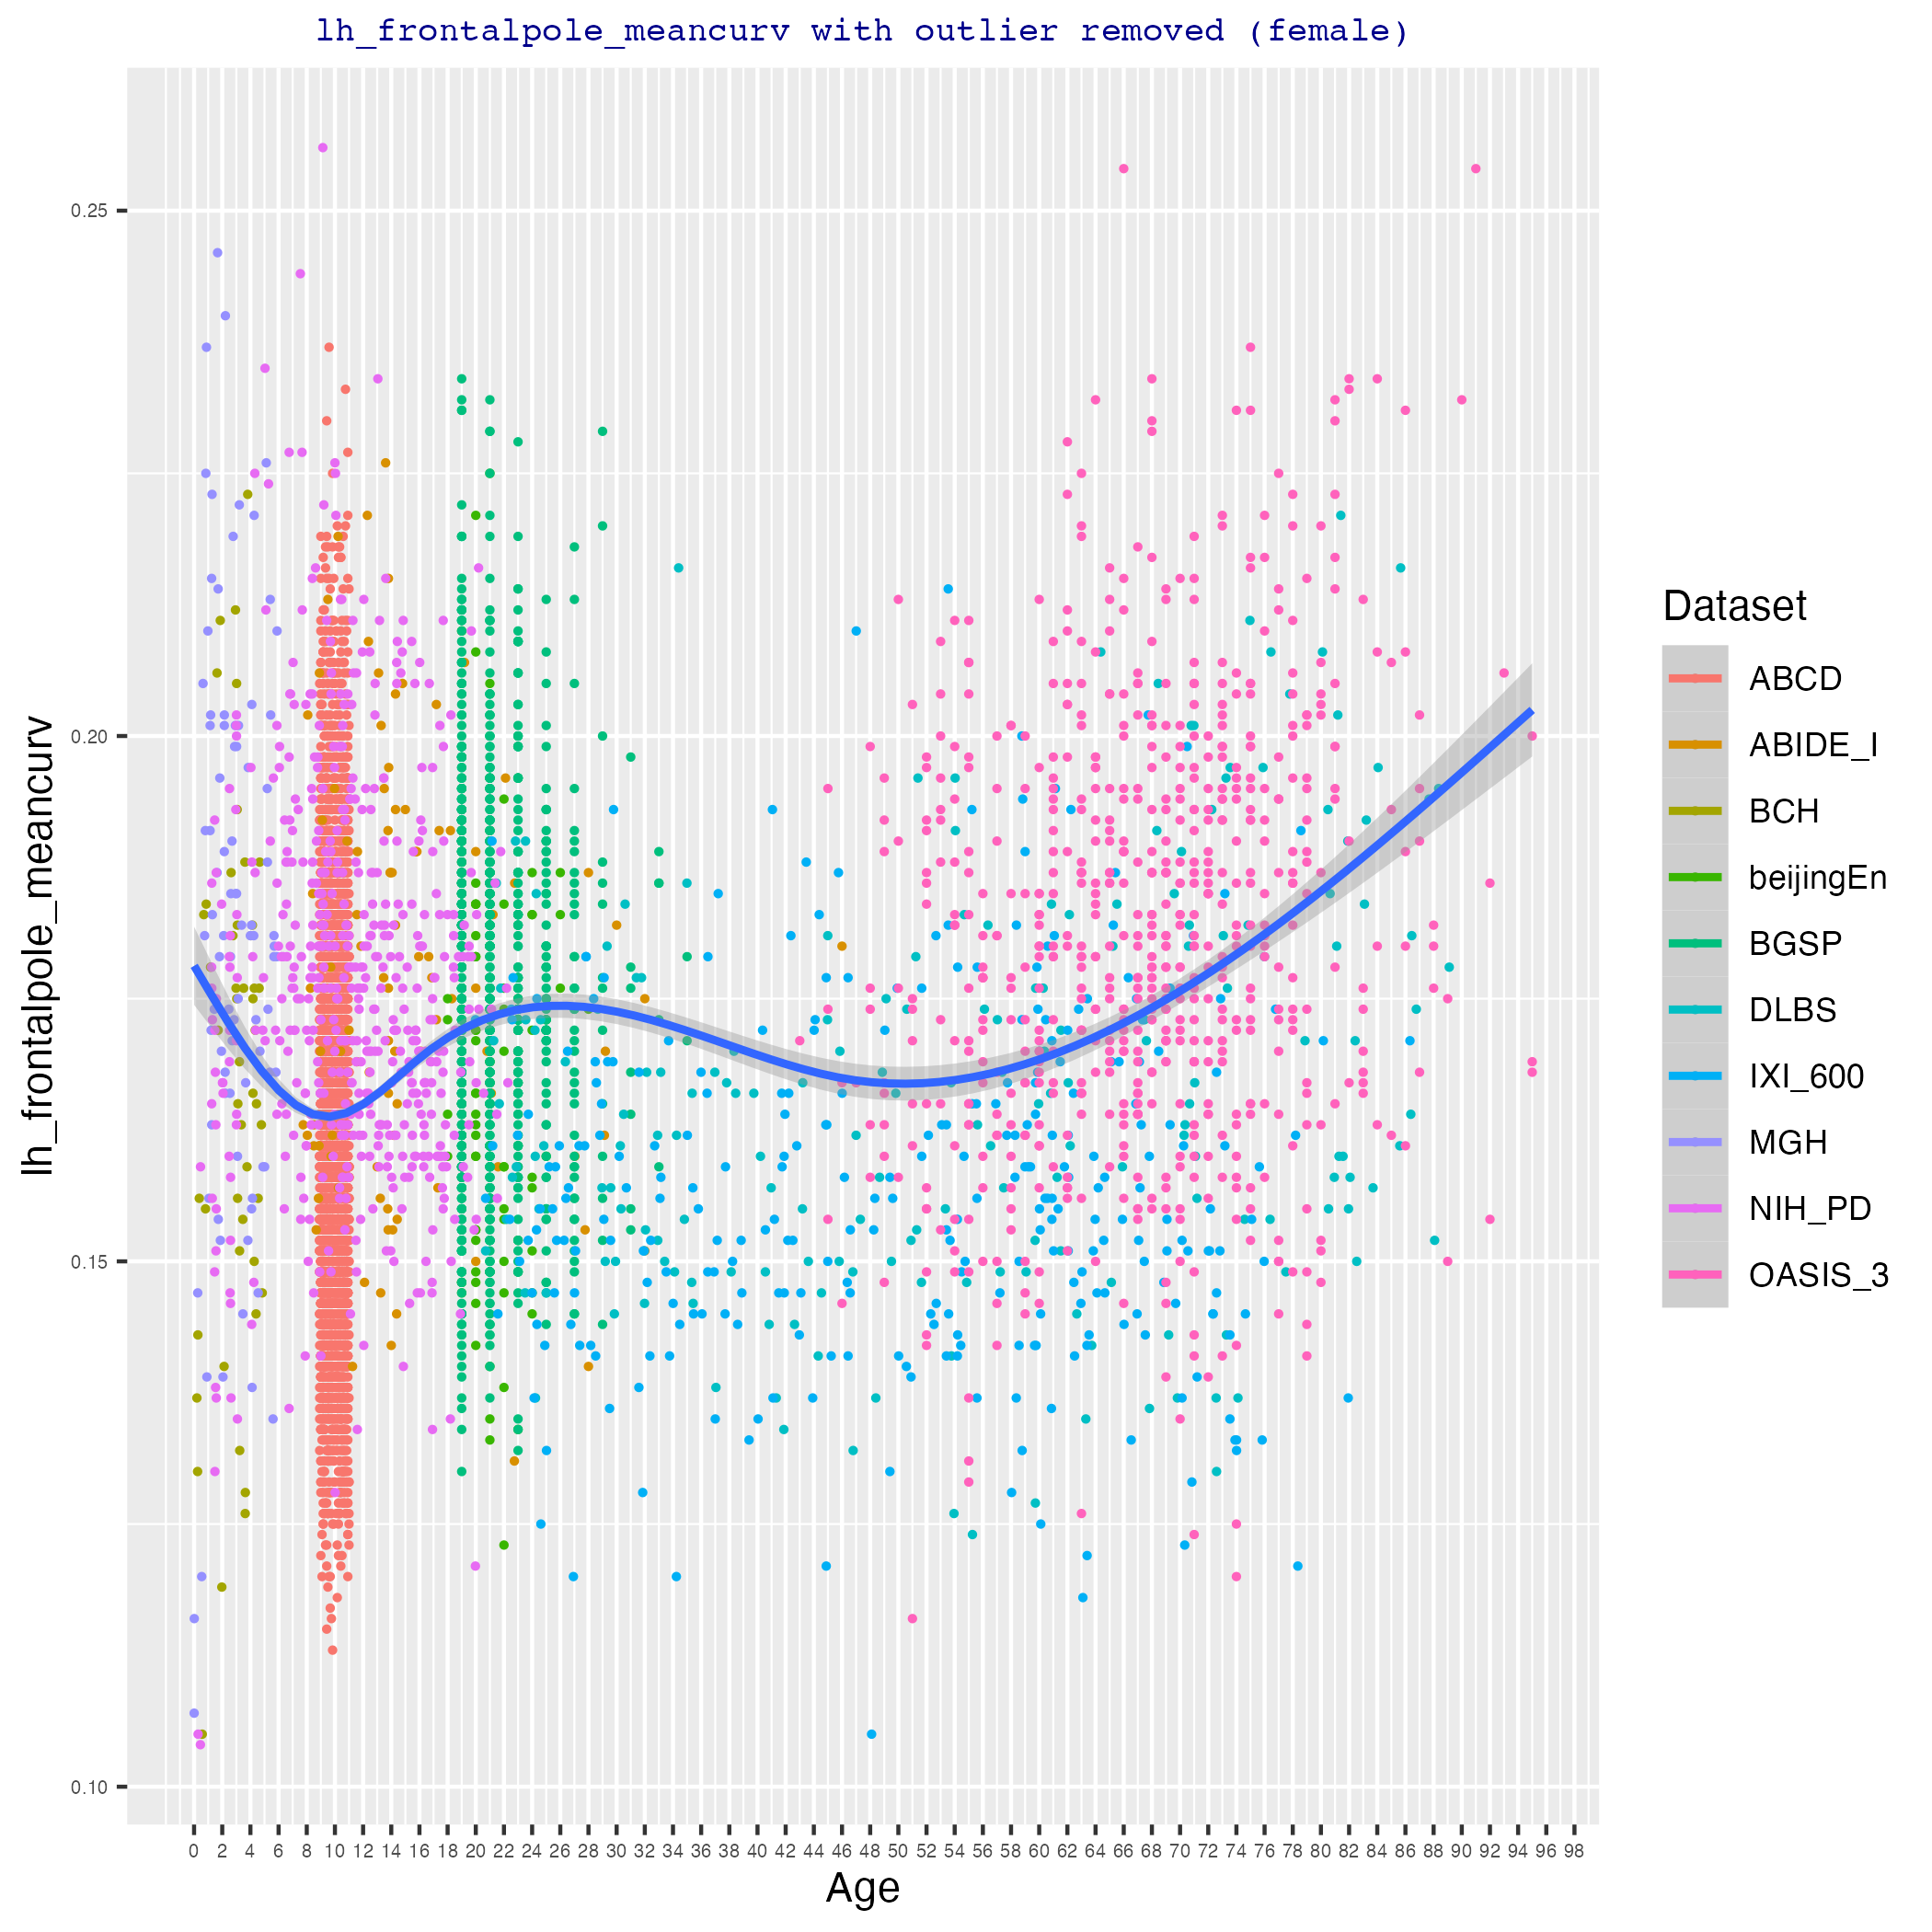 lh_frontalpole_meancurv with outlier removed (female)
lh_frontalpole_meancurv
0.25
0.20
0.15
0.10
0 2 4 6 8 10 12 14 16 18 20 22 24 26 28 30 32 34 36 38 40 42 44 46 48 50 52 54 56 58 60 62 64 66 68 70 72 74 76 78 80 82 84 86 88 90 92 94 96 98
Age
Dataset
ABCD
ABIDE_I
BCH
beijingEn
BGSP
DLBS
IXI_600
MGH
NIH_PD
OASIS_3